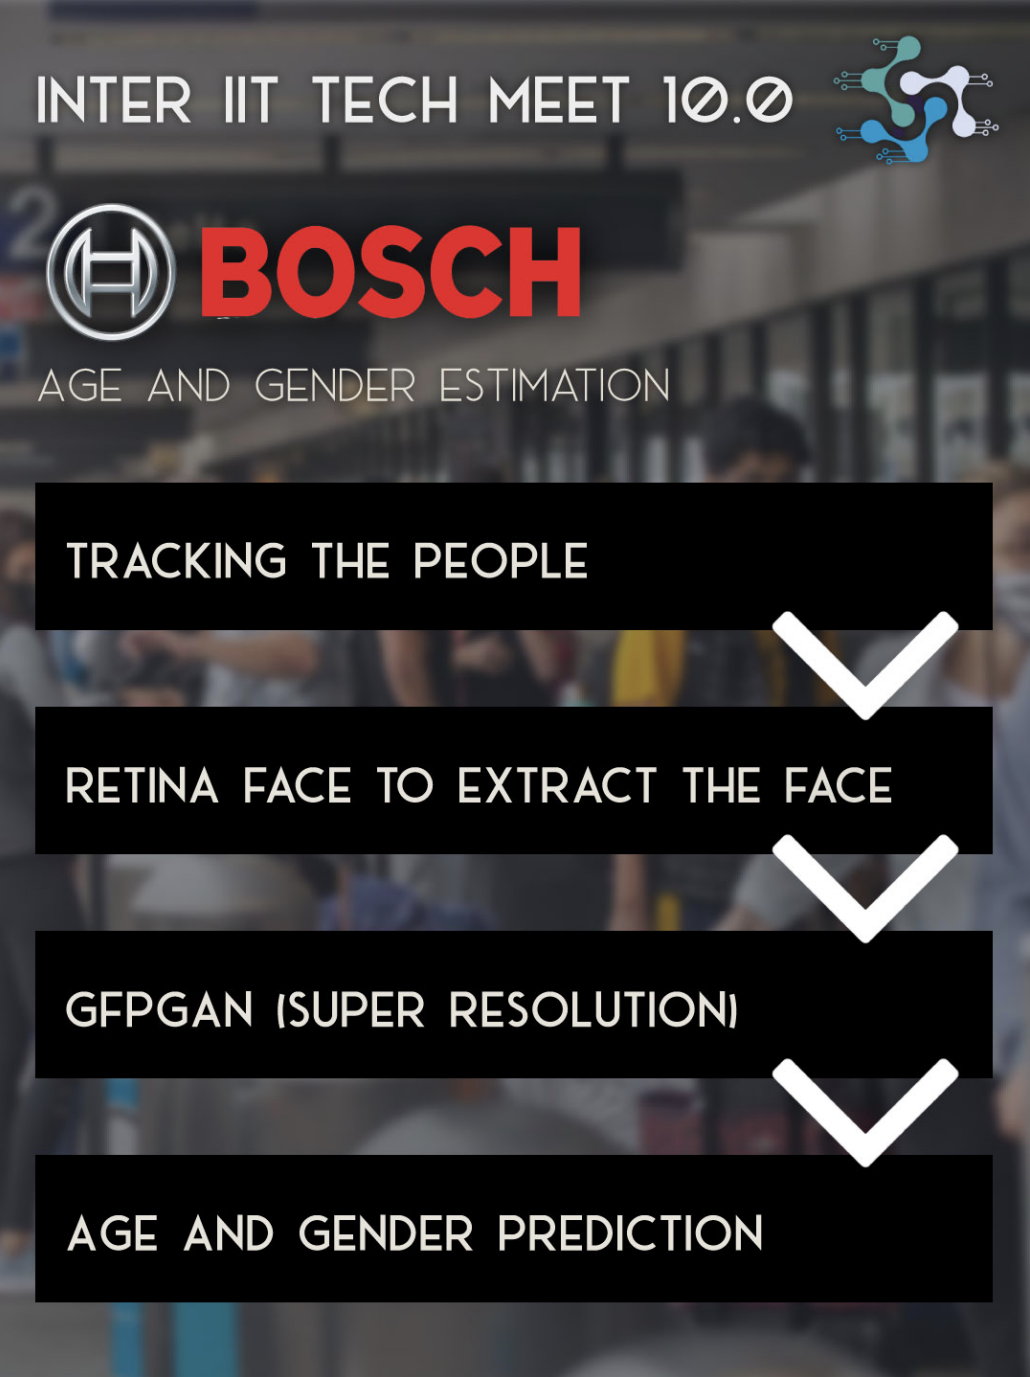 INTER IIT TECH MEET 10.0
BOSCH
AGE AND GENDER ESTIMATION
TRACKING THE PEOPLE
RETINA FACE TO EXTRACT THE FACE
GFPGAN (SUPER RESOLUTION)
AGE AND GENDER PREDICTION